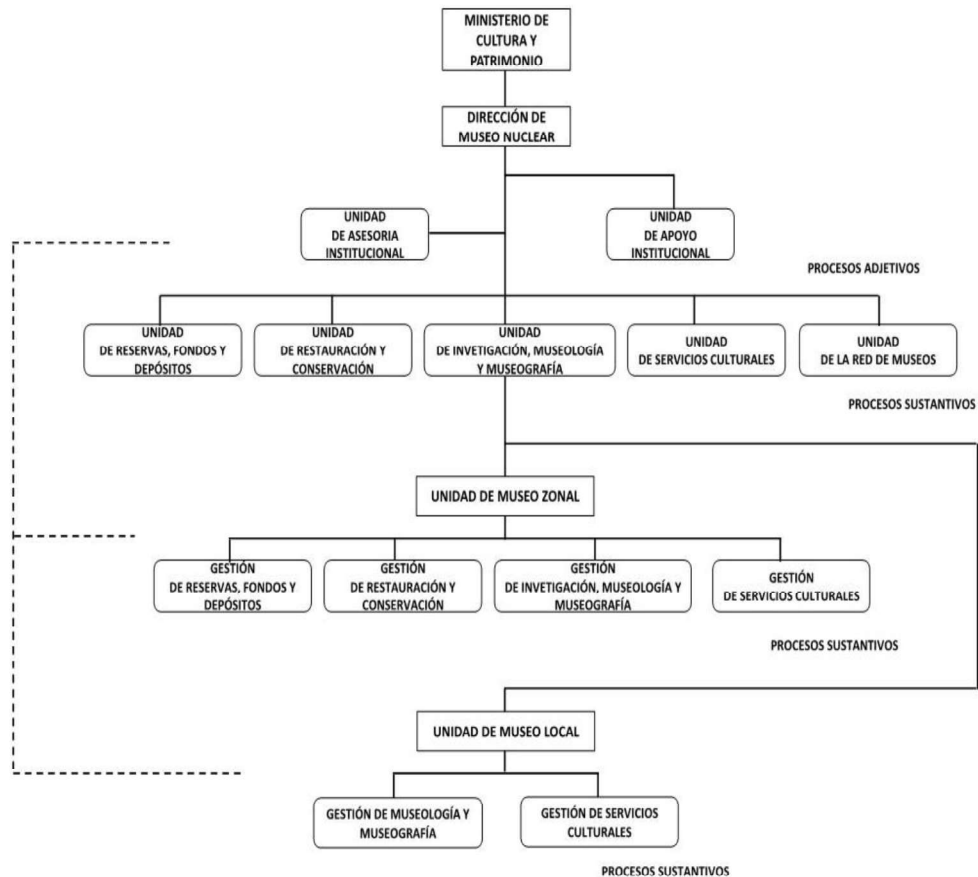 MINISTERIO DE
CULTURA Y
PATRIMONIO
DIRECCIÓN DE
MUSEO NUCLEAR
UNIDAD
DE ASESORIA
INSTITUCIONAL
UNIDAD
DE APOYO
INSTITUCIONAL
PROCESOS ADJETIVOS
UNIDAD
DE RESERVAS, FONDOS Y
DEPÓSITOS
UNIDAD
DE RESTAURACIÓN Y
CONSERVACIÓN
UNIDAD
DE INVETIGACIÓN, MUSEOLOGÍA
Y MUSEOGRAFÍA
UNIDAD
DE SERVICIOS CULTURALES
UNIDAD
DE LA RED DE MUSEOS
PROCESOS SUSTANTIVOS
UNIDAD DE MUSEO ZONAL
GESTIÓN
DE RESERVAS, FONDOS Y
DEPÓSITOS
GESTIÓN
DE RESTAURACIÓN Y
CONSERVACIÓN
GESTIÓN
DE INVETIGACIÓN, MUSEOLOGÍA Y
MUSEOGRAFÍA
GESTIÓN
DE SERVICIOS CULTURALES
PROCESOS SUSTANTIVOS
UNIDAD DE MUSEO LOCAL
GESTIÓN DE MUSEOLOGÍA Y
MUSEOGRAFÍA
GESTIÓN DE SERVICIOS
CULTURALES
PROCESOS SUSTANTIVOS